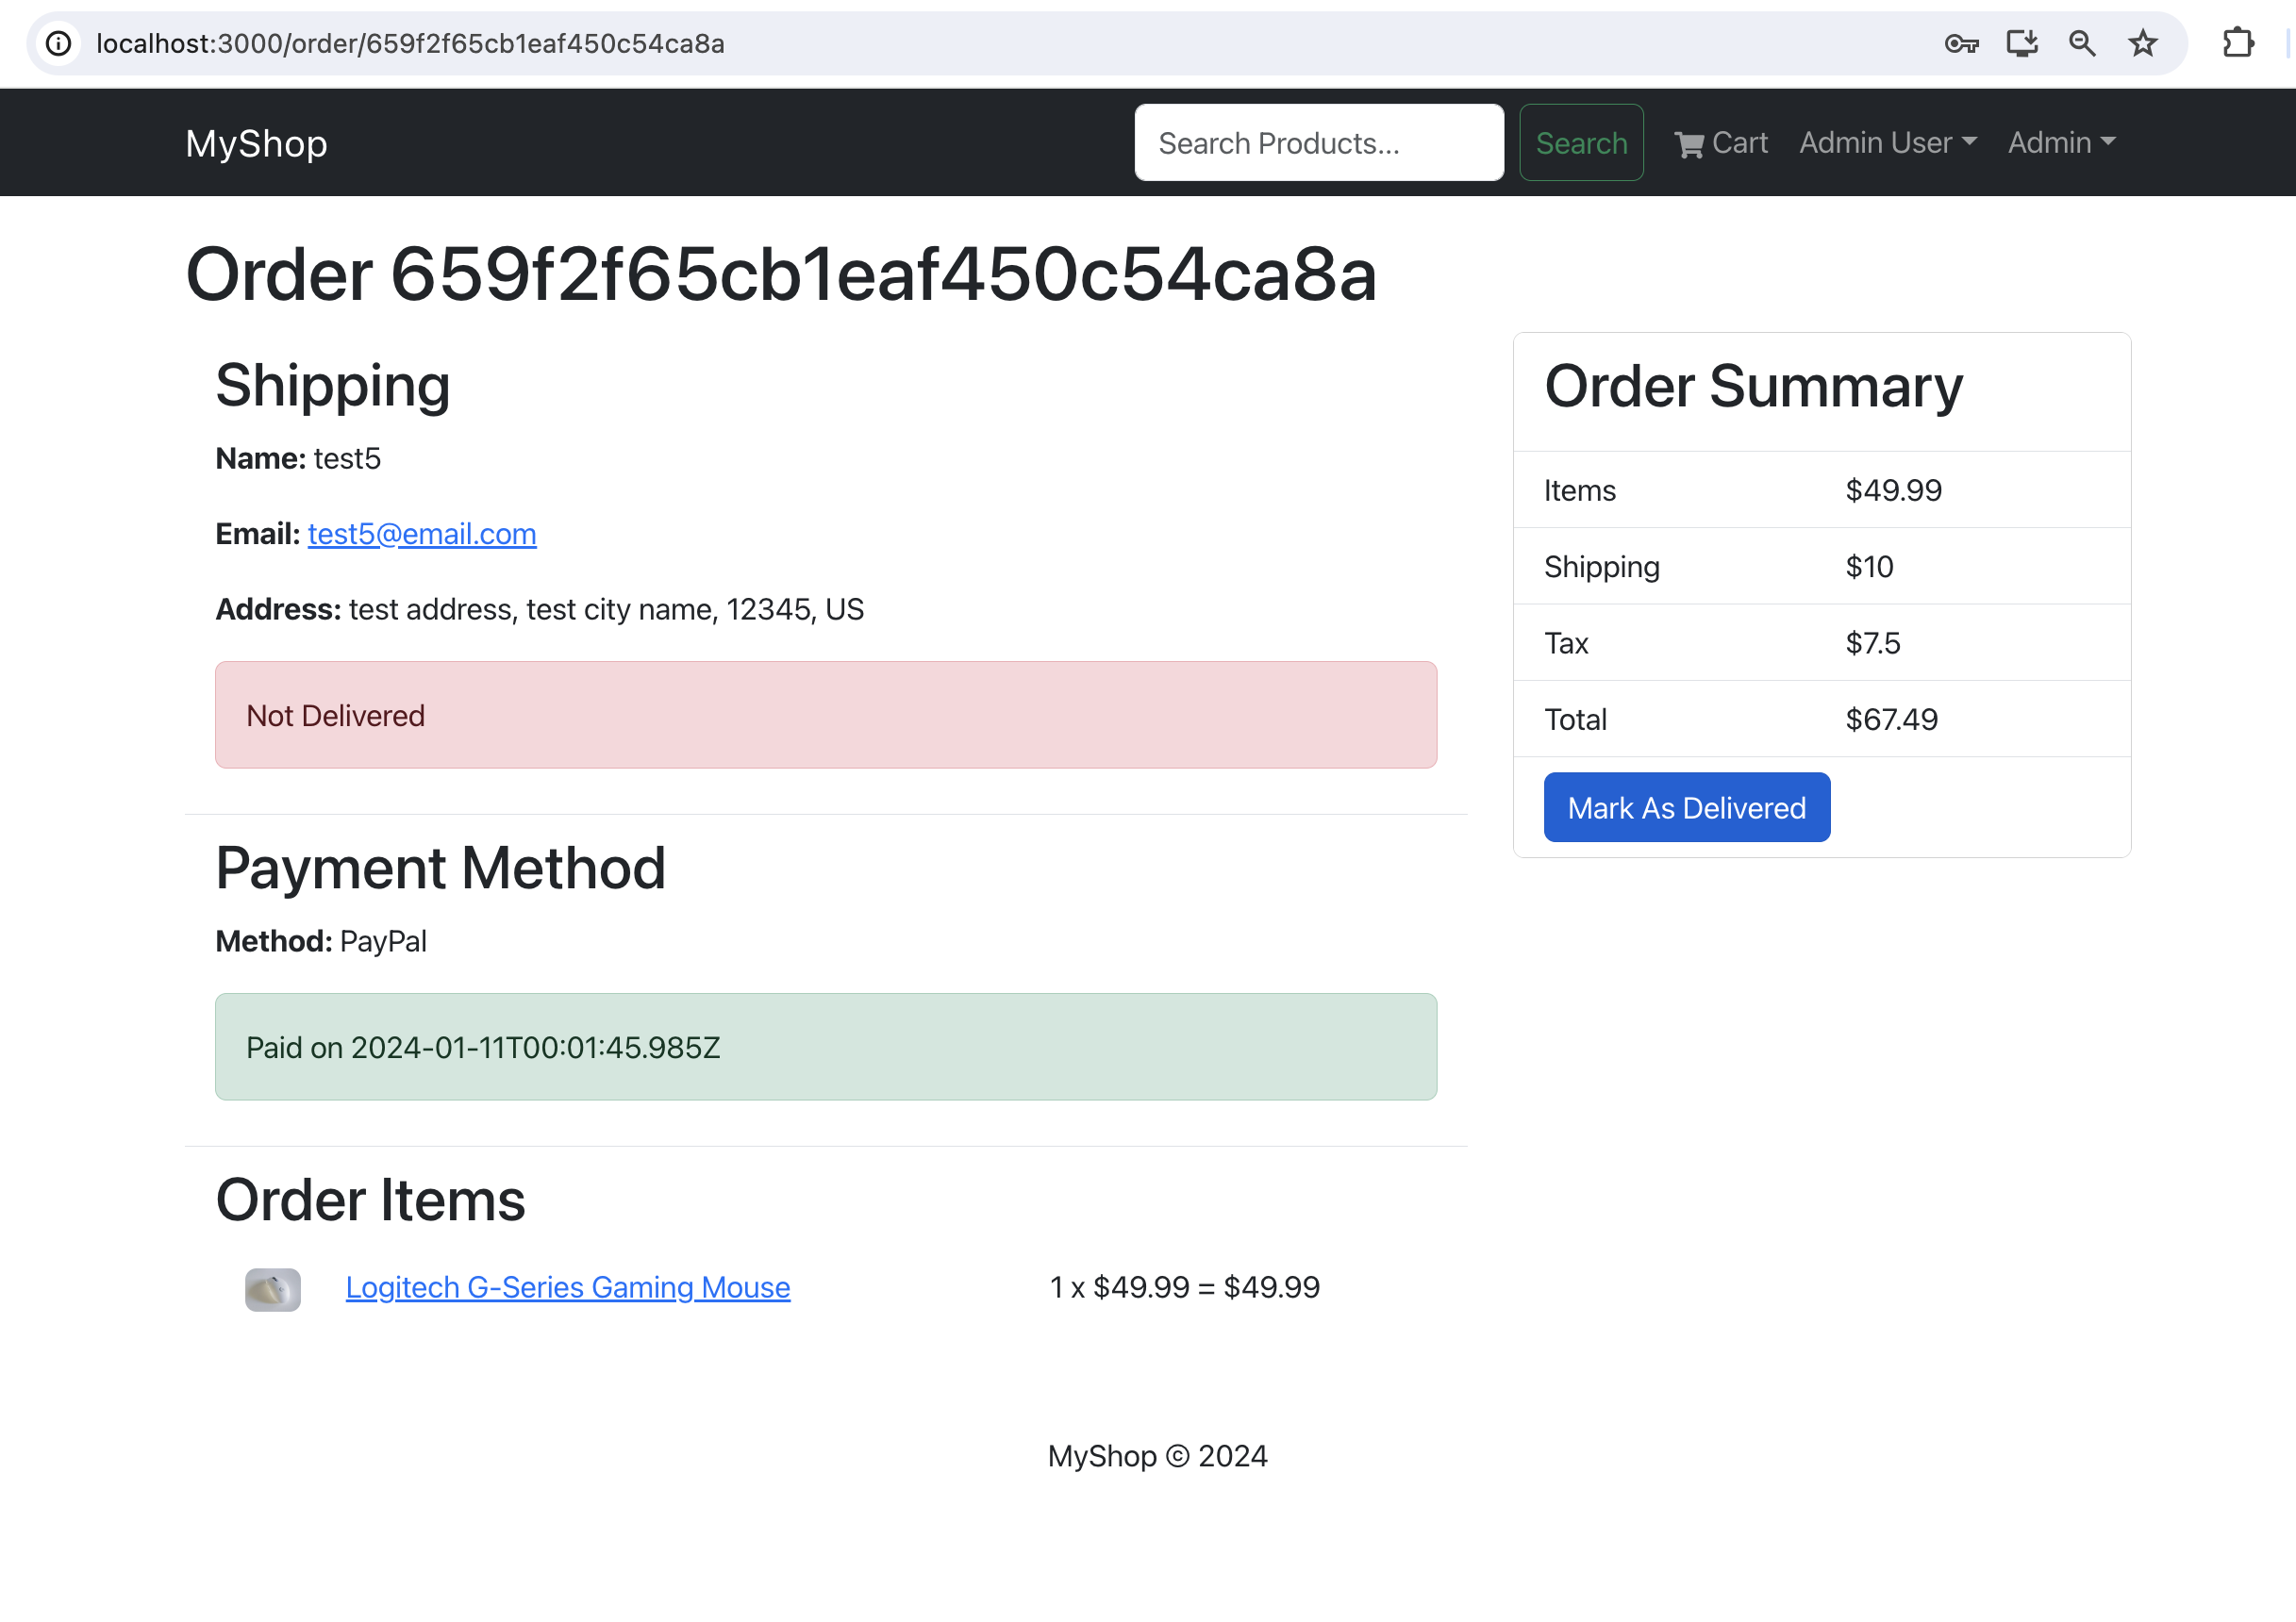 localhost:3000/order/659f2f65cb1eaf450c54ca8a
MyShop
Search Products...
Search
Cart
Admin User
Admin
Order 659f2f65cb1eaf450c54ca8a
Shipping
Name: test5
Email: test5@email.com
Address: test address, test city name, 12345, US
Not Delivered
Payment Method
Method: PayPal
Paid on 2024-01-11T00:01:45.985Z
Order Items
Logitech G-Series Gaming Mouse
1 x $49.99 = $49.99
Order Summary
Items $49.99
Shipping $10
Tax $7.5
Total $67.49
Mark As Delivered
MyShop © 2024